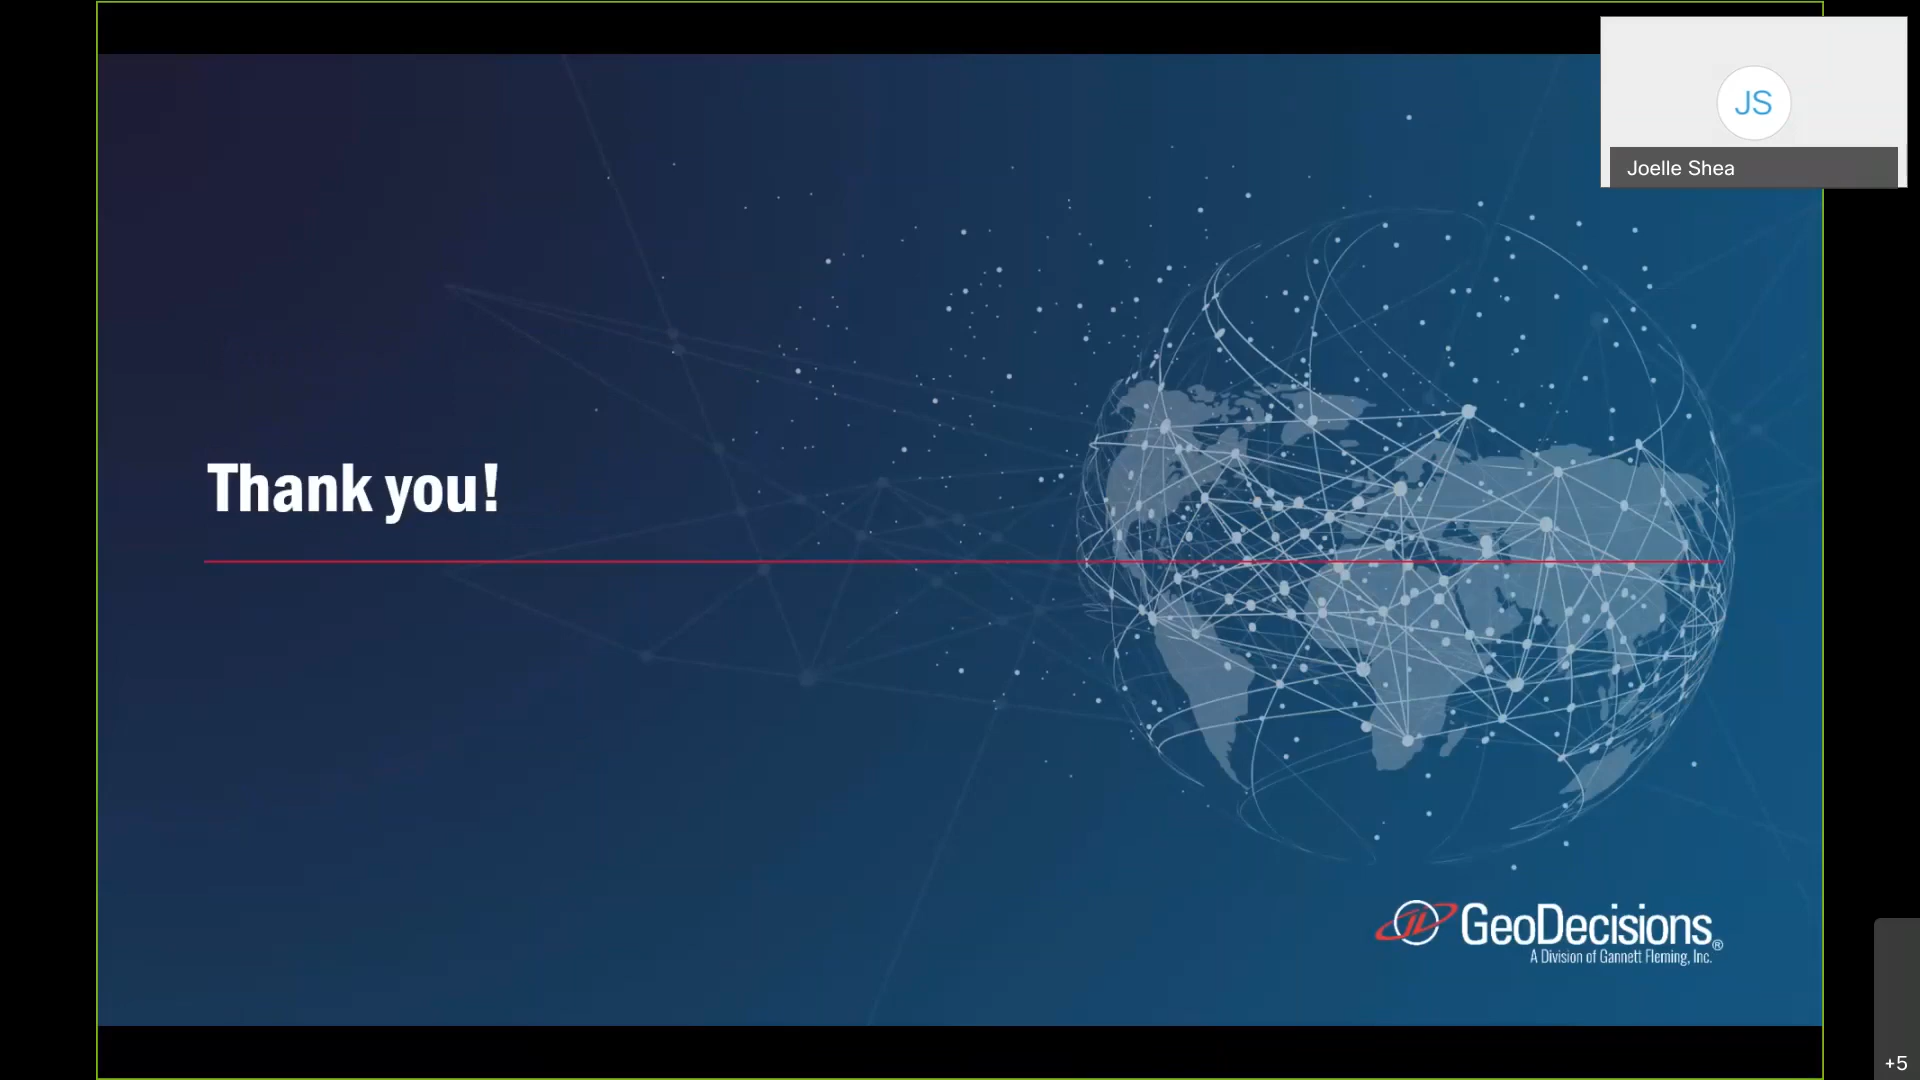 JS
Joelle Shea
Thank you!
GeoDecisions®
A Division of Gannett Fleming, Inc.
+5